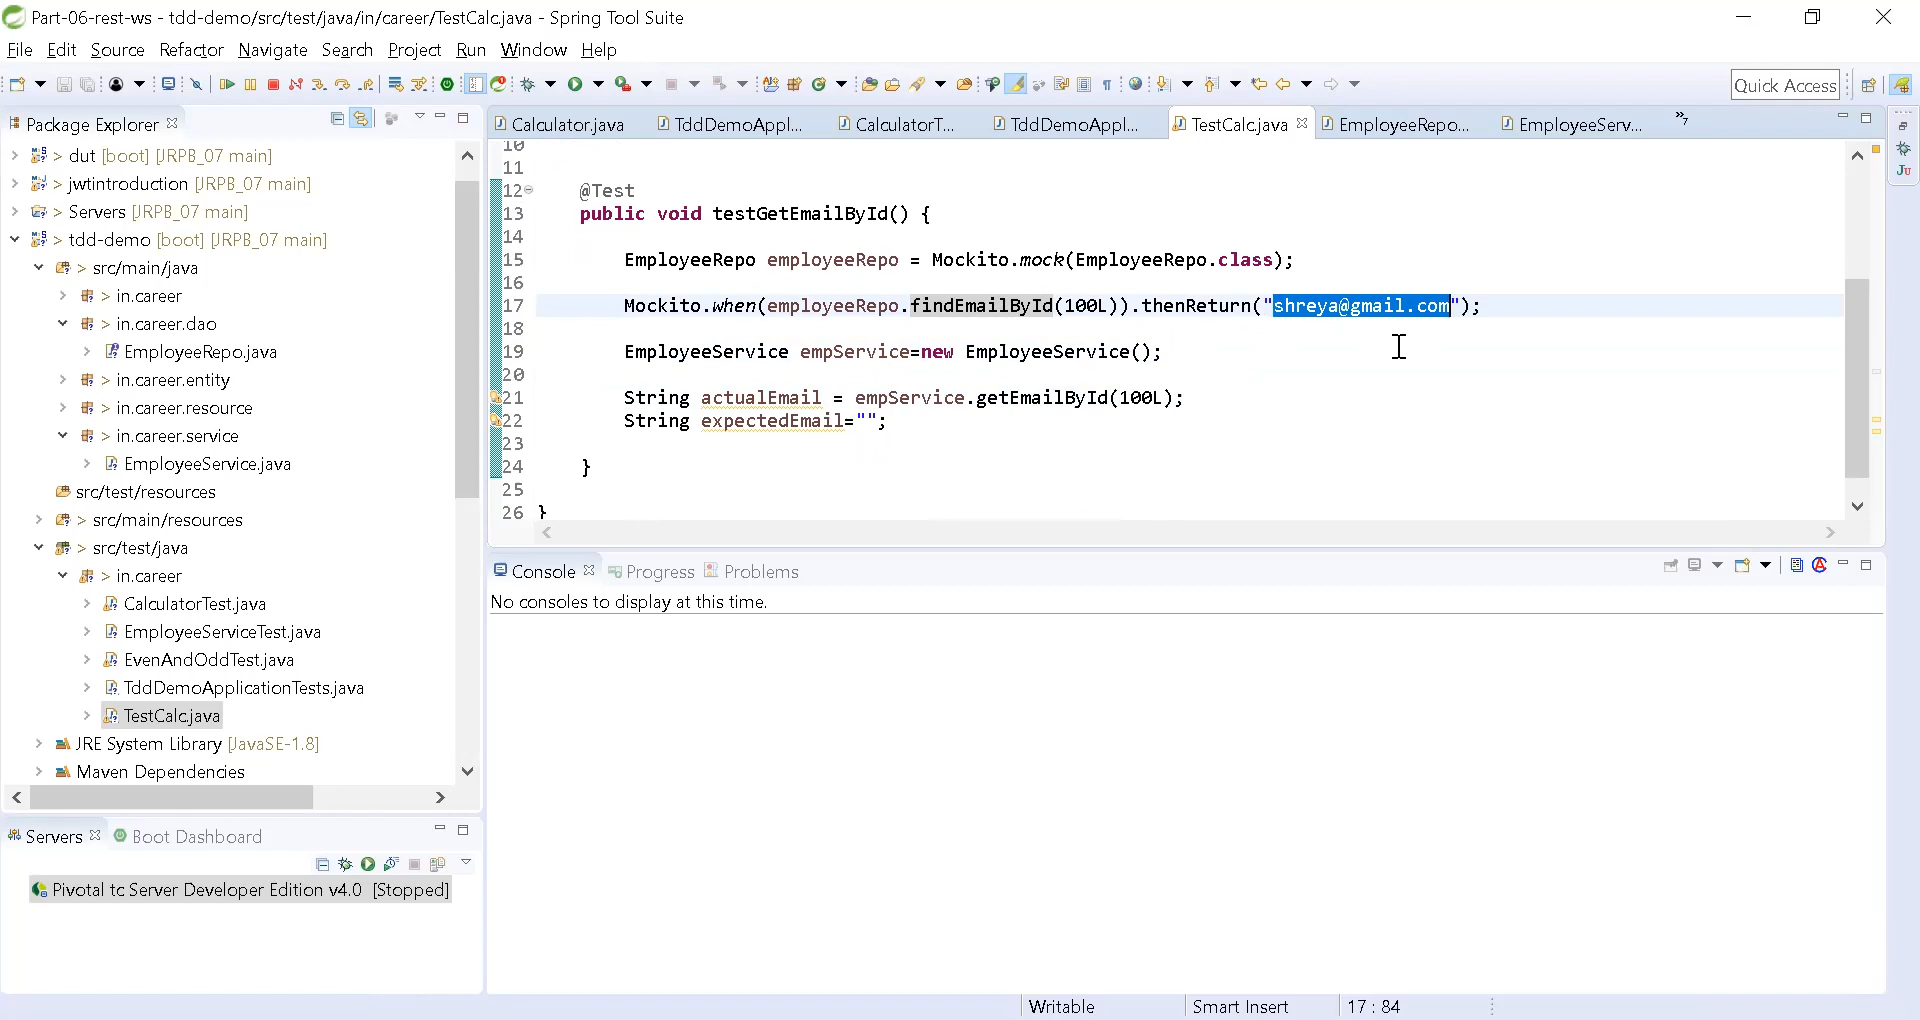 Part-06-rest-ws - tdd-demo/src/test/java/in/career/TestCalc.java - Spring Tool Suite
File Edit Source Refactor Navigate Search Project Run Window Help
Quick Access
Package Explorer
> dut [boot] [JRPB_07 main]
> jwtintroduction [JRPB_07 main]
> Servers [JRPB_07 main]
> tdd-demo [boot] [JRPB_07 main]
> src/main/java
> in.career
> in.career.dao
EmployeeRepo.java
> in.career.entity
> in.career.resource
> in.career.service
EmployeeService.java
src/test/resources
> src/main/resources
> src/test/java
> in.career
CalculatorTest.java
EmployeeServiceTest.java
EvenAndOddTest.java
TddDemoApplicationTests.java
TestCalc.java
JRE System Library [JavaSE-1.8]
Maven Dependencies
Servers Boot Dashboard
Pivotal tc Server Developer Edition v4.0 [Stopped]
Calculator.java TddDemoAppl... CalculatorT... TddDemoAppl... TestCalc.java EmployeeRepo... EmployeeServ... »7
10
11
12 @Test
13 public void testGetEmailById() {
14
15 EmployeeRepo employeeRepo = Mockito.mock(EmployeeRepo.class);
16
17 Mockito.when(employeeRepo.findEmailById(100L)).thenReturn("shreya@gmail.com");
18
19 EmployeeService empService=new EmployeeService();
20
21 String actualEmail = empService.getEmailById(100L);
22 String expectedEmail="";
23
24 }
25
26 }
Console Progress Problems
No consoles to display at this time.
Writable Smart Insert 17 : 84